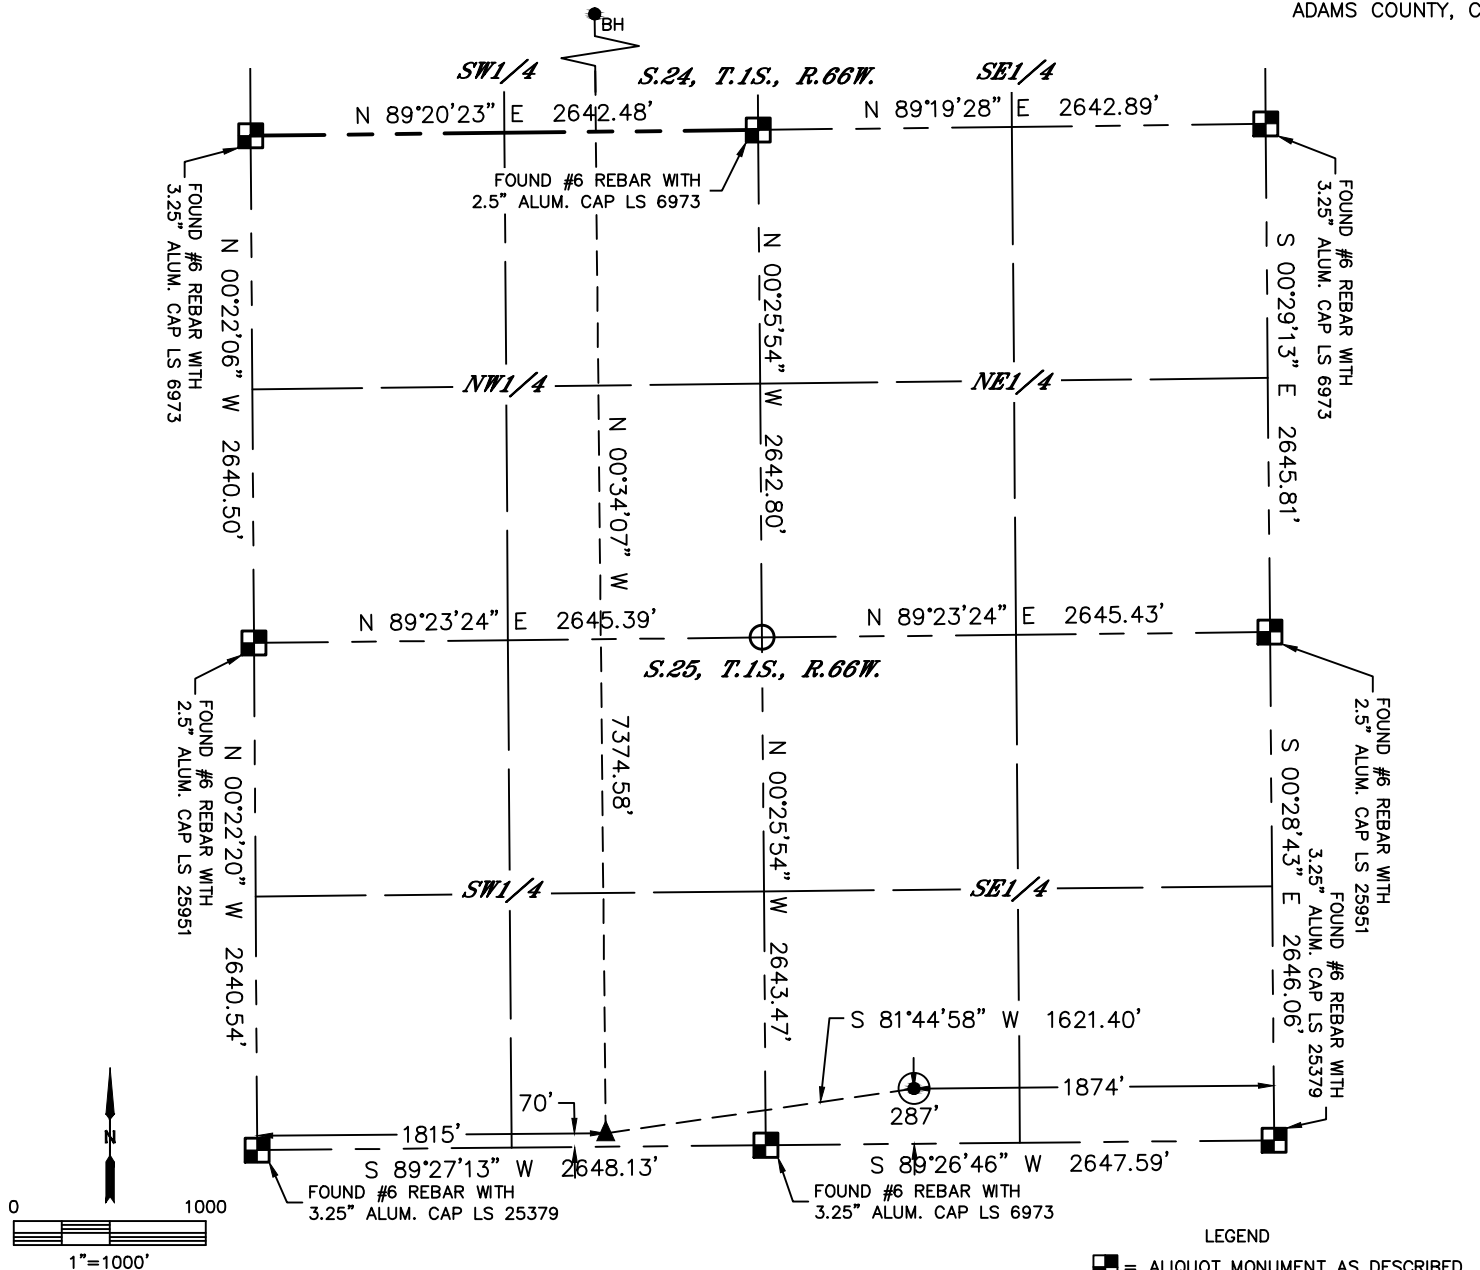 ADAMS COUNTY, C
BH
SW1/4
S.24, T.1S., R.66W.
SE1/4
N 89°20'23" E 2642.48'
N 89°19'28" E 2642.89'
FOUND #6 REBAR WITH
2.5" ALUM. CAP LS 6973
FOUND #6 REBAR WITH
3.25" ALUM. CAP LS 6973
FOUND #6 REBAR WITH
3.25" ALUM. CAP LS 6973
N 00°22'06" W 2640.50'
N 00°25'54" W 2642.80'
S 00°29'13" E 2645.81'
NW1/4
NE1/4
N 00°34'07" W
7374.58'
N 89°23'24" E 2645.39'
N 89°23'24" E 2645.43'
S.25, T.1S., R.66W.
FOUND #6 REBAR WITH
2.5" ALUM. CAP LS 25951
FOUND #6 REBAR WITH
2.5" ALUM. CAP LS 25951
N 00°22'20" W 2640.54'
N 00°25'54" W 2643.47'
S 00°28'43" E 2646.06'
SW1/4
SE1/4
FOUND #6 REBAR WITH
3.25" ALUM. CAP LS 25379
S 81°44'58" W 1621.40'
70'
1874'
287'
1815'
S 89°27'13" W 2648.13'
S 89°26'46" W 2647.59'
FOUND #6 REBAR WITH
3.25" ALUM. CAP LS 25379
FOUND #6 REBAR WITH
3.25" ALUM. CAP LS 6973
N
0 1000
1"=1000'
LEGEND
= ALIQUOT MONUMENT AS DESCRIBED